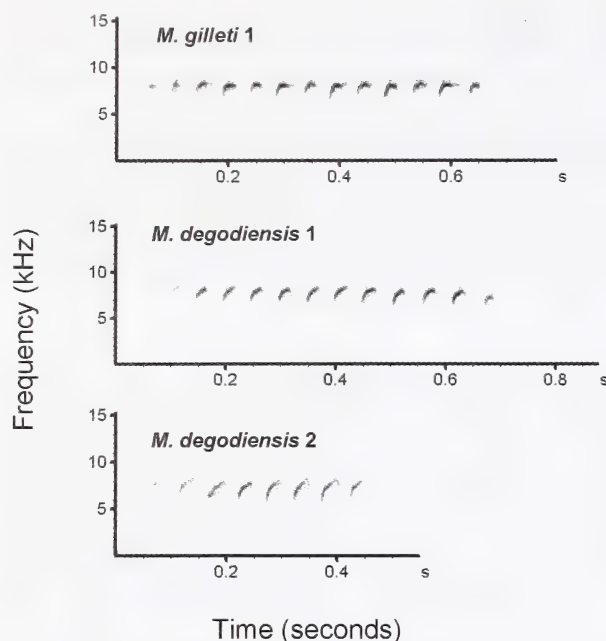 Frequency (kHz)
15
M. gilleti 1
10
5
0.2
0.4
0.6
s
15
M. degodiensis 1
10
5
0.2
0.4
0.6
0.8
s
15
M. degodiensis 2
10
5
0.2
0.4
s
Time (seconds)